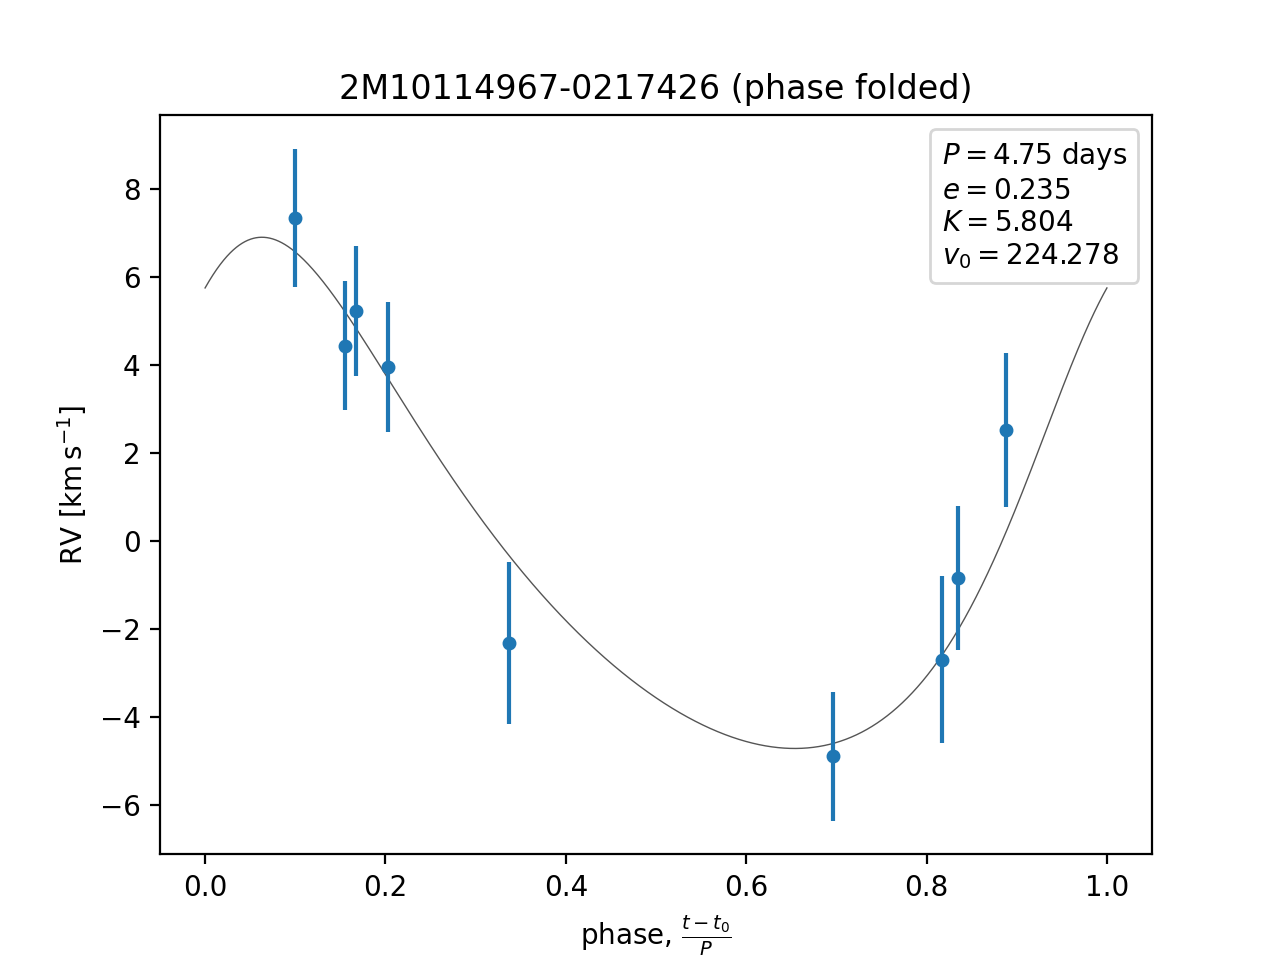 2M10114967-0217426 (phase folded)
P = 4.75 days
e = 0.235
K = 5.804
v₀ = 224.278
RV [km s⁻¹]
8
6
4
2
0
−2
−4
−6
0.0 0.2 0.4 0.6 0.8 1.0
phase, (t − t₀)/P